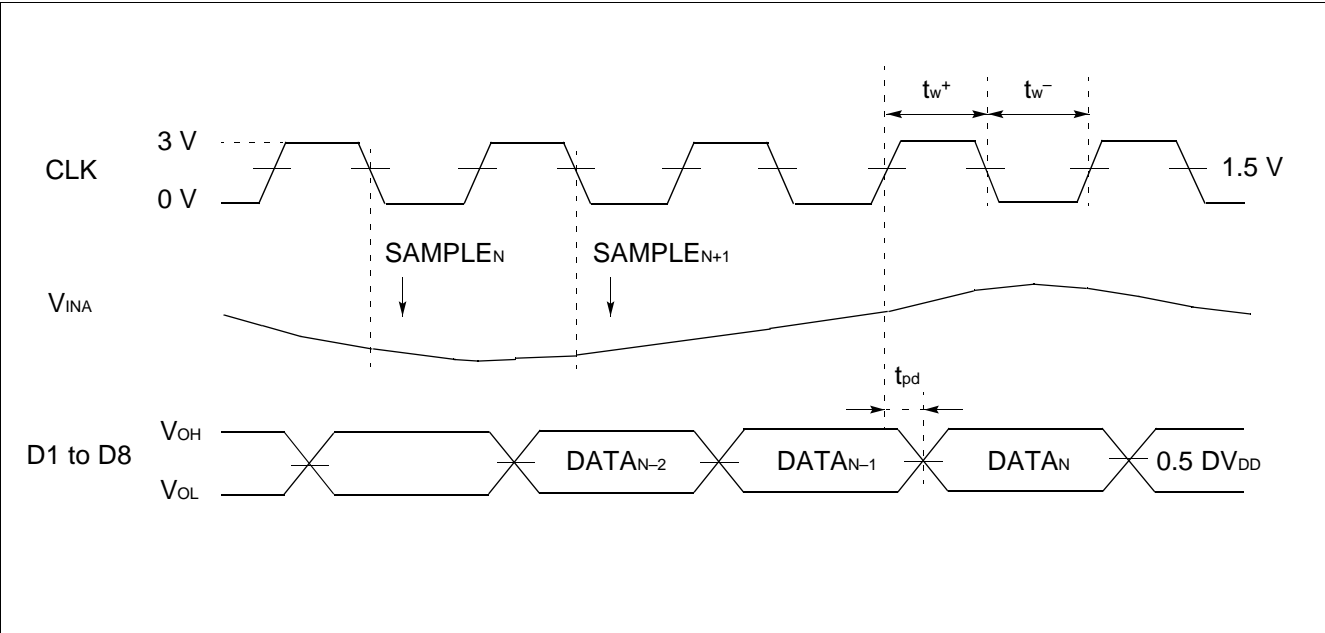 tw+ tw–
3 V
CLK
1.5 V
0 V
SAMPLEN SAMPLEN+1
VINA
tpd
VOH
D1 to D8
DATAN–2 DATAN–1 DATAN 0.5 DVDD
VOL